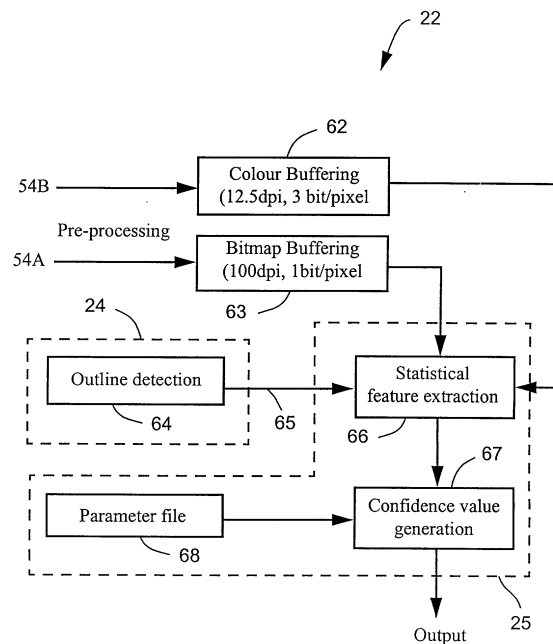 22
62
Colour Buffering
(12.5dpi, 3 bit/pixel
54B
Pre-processing
Bitmap Buffering
(100dpi, 1bit/pixel
54A
63
24
Outline detection
64
65
Statistical
feature extraction
66
67
Parameter file
68
Confidence value
generation
25
Output